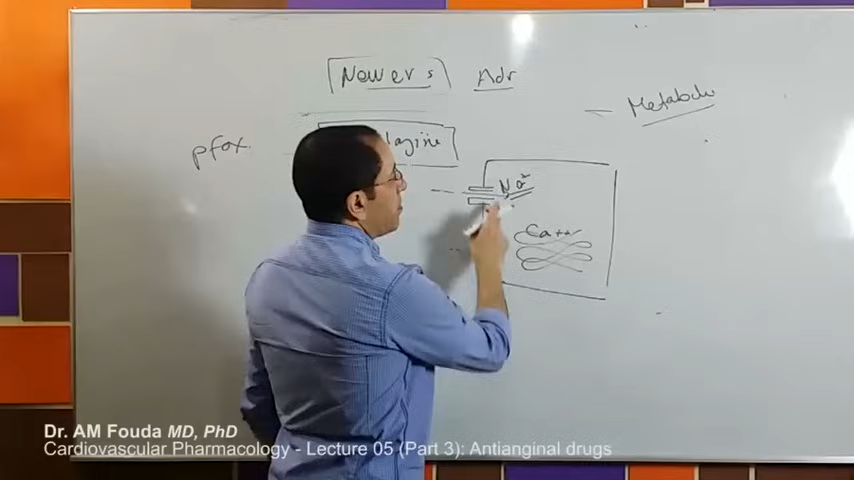 Newer s Adr
Metabolic
pfox
Na
Ca++
Dr. AM Fouda MD, PhD
Cardiovascular Pharmacology - Lecture 05 (Part 3): Antianginal drugs